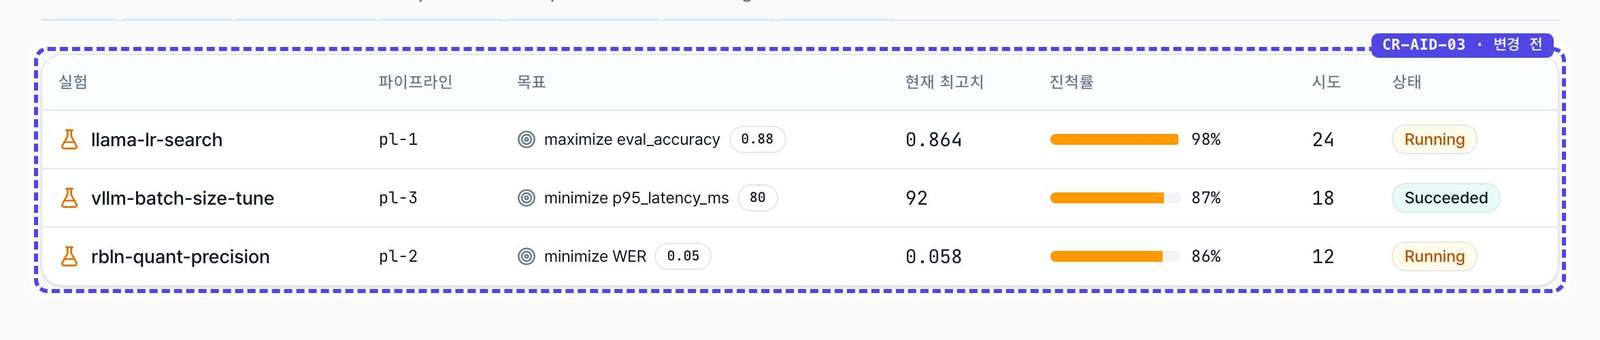 CR-AID-03 · 변경 전
실험 파이프라인 목표 현재 최고치 진척률 시도 상태
llama-lr-search pl-1 maximize eval_accuracy 0.88 0.864 98% 24 Running
vllm-batch-size-tune pl-3 minimize p95_latency_ms 80 92 87% 18 Succeeded
rbln-quant-precision pl-2 minimize WER 0.05 0.058 86% 12 Running